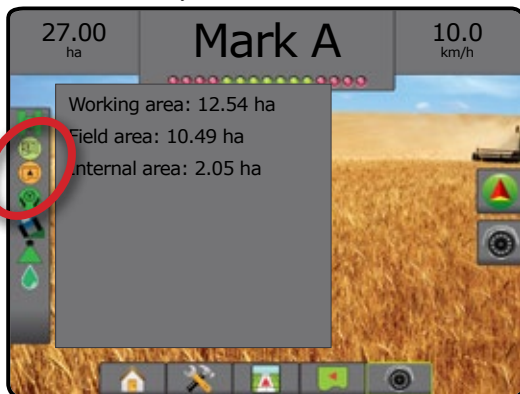 27.00
ha
Mark A
10.0
km/h
Working area: 12.54 ha
Field area: 10.49 ha
Internal area: 2.05 ha